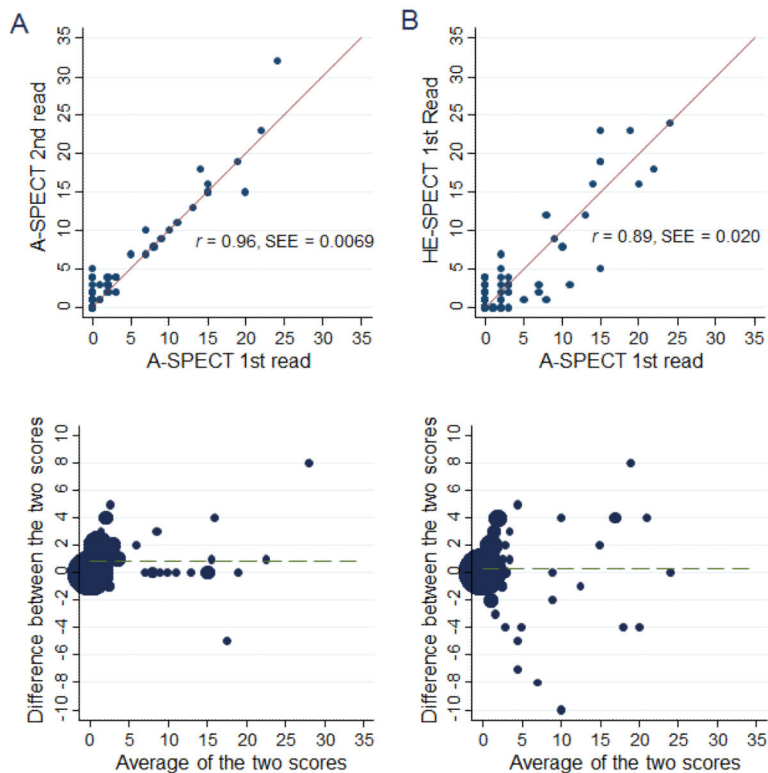 A
A-SPECT 2nd read
35
30
25
20
15
10
5
0
r = 0.96, SEE = 0.0069
0 5 10 15 20 25 30 35
A-SPECT 1st read
B
HE-SPECT 1st Read
35
30
25
20
15
10
5
0
r = 0.89, SEE = 0.020
0 5 10 15 20 25 30 35
A-SPECT 1st read
Difference between the two scores
10
8
6
4
2
0
-2
-4
-6
-8
-10
0 5 10 15 20 25 30 35
Average of the two scores
Difference between the two scores
10
8
6
4
2
0
-2
-4
-6
-8
-10
0 5 10 15 20 25 30 35
Average of the two scores